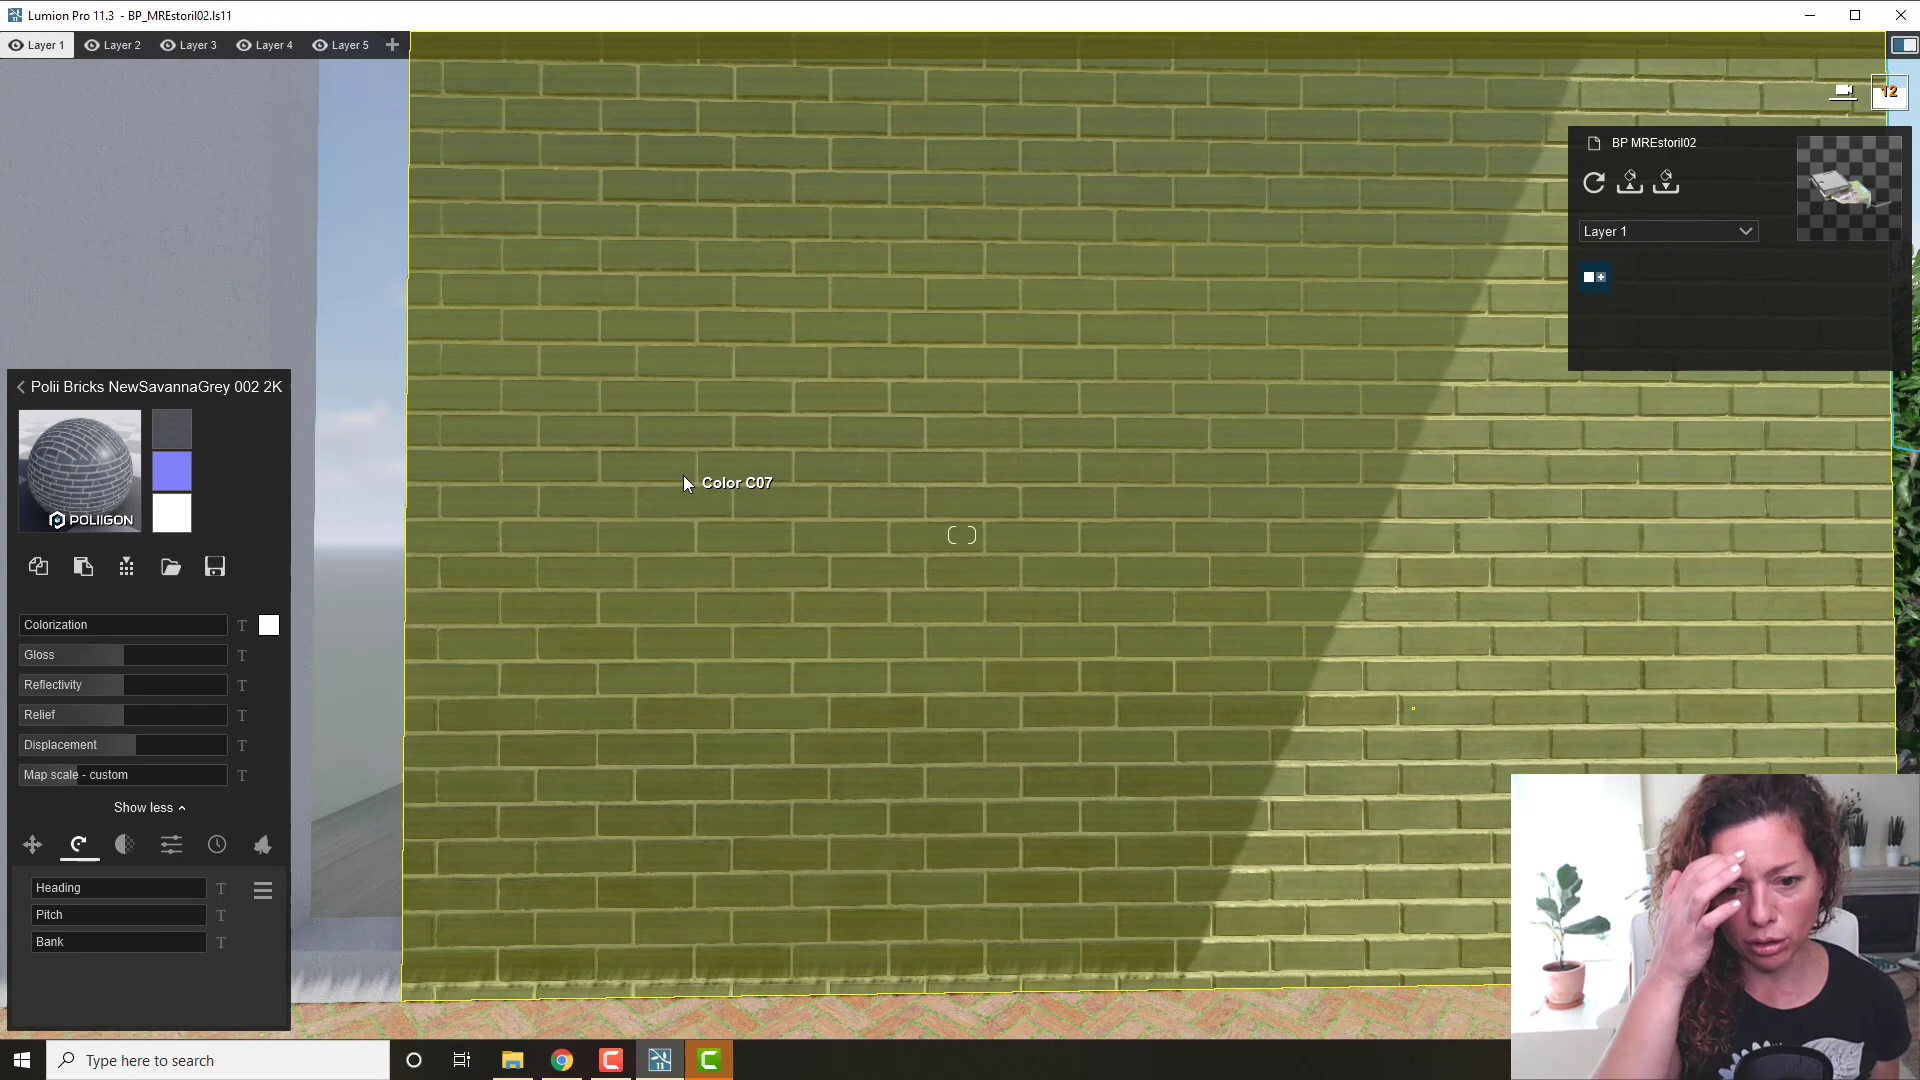 Lumion Pro 11.3 - BP_MREstoril02.ls11
Layer 1
Layer 2
Layer 3
Layer 4
Layer 5
12
BP MREstoril02
Layer 1
Polii Bricks NewSavannaGrey 002 2K
POLIIGON
Colorization
T
Gloss
T
Reflectivity
T
Relief
T
Displacement
T
Map scale - custom
T
Show less
Heading
T
Pitch
T
Bank
T
Color C07
Type here to search
11